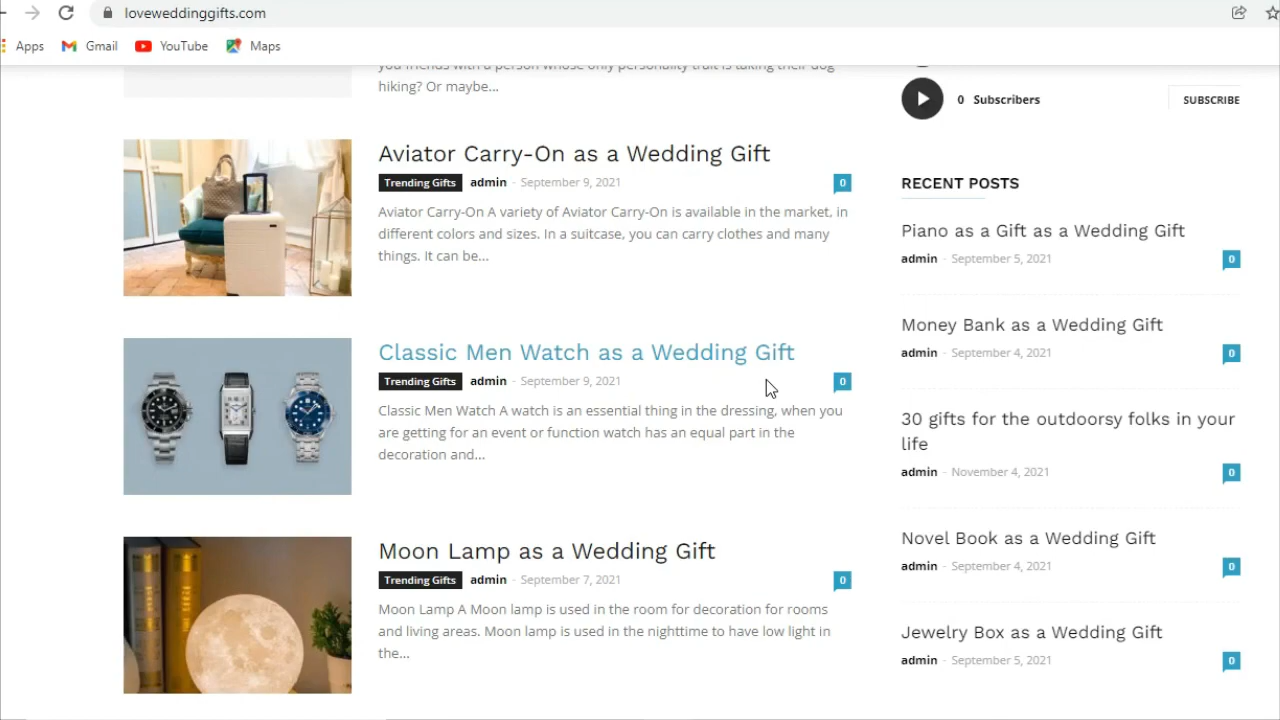 loveweddinggifts.com
Apps
Gmail
YouTube
Maps
you friends with a person whose only personality trait is taking their dog
hiking? Or maybe...
Aviator Carry-On as a Wedding Gift
Trending Gifts admin - September 9, 2021 0
Aviator Carry-On A variety of Aviator Carry-On is available in the market, in
different colors and sizes. In a suitcase, you can carry clothes and many
things. It can be...
Classic Men Watch as a Wedding Gift
Trending Gifts admin - September 9, 2021 0
Classic Men Watch A watch is an essential thing in the dressing, when you
are getting for an event or function watch has an equal part in the
decoration and...
Moon Lamp as a Wedding Gift
Trending Gifts admin - September 7, 2021 0
Moon Lamp A Moon lamp is used in the room for decoration for rooms
and living areas. Moon lamp is used in the nighttime to have low light in
the...
0 Subscribers
SUBSCRIBE
RECENT POSTS
Piano as a Gift as a Wedding Gift
admin - September 5, 2021 0
Money Bank as a Wedding Gift
admin - September 4, 2021 0
30 gifts for the outdoorsy folks in your
life
admin - November 4, 2021 0
Novel Book as a Wedding Gift
admin - September 4, 2021 0
Jewelry Box as a Wedding Gift
admin - September 5, 2021 0